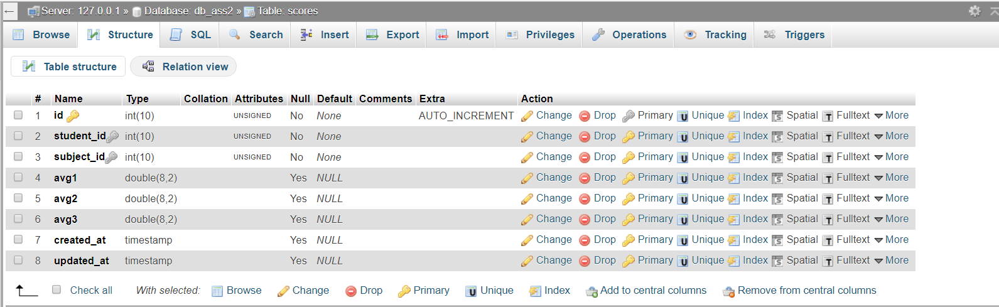 Server: 127.0.0.1 » Database: db_ass2 » Table: scores
Browse Structure SQL Search Insert Export Import Privileges Operations Tracking Triggers
Table structure Relation view
# Name Type Collation Attributes Null Default Comments Extra Action
1 id int(10) UNSIGNED No None AUTO_INCREMENT Change Drop Primary Unique Index Spatial Fulltext More
2 student_id int(10) UNSIGNED No None Change Drop Primary Unique Index Spatial Fulltext More
3 subject_id int(10) UNSIGNED No None Change Drop Primary Unique Index Spatial Fulltext More
4 avg1 double(8,2) Yes NULL Change Drop Primary Unique Index Spatial Fulltext More
5 avg2 double(8,2) Yes NULL Change Drop Primary Unique Index Spatial Fulltext More
6 avg3 double(8,2) Yes NULL Change Drop Primary Unique Index Spatial Fulltext More
7 created_at timestamp Yes NULL Change Drop Primary Unique Index Spatial Fulltext More
8 updated_at timestamp Yes NULL Change Drop Primary Unique Index Spatial Fulltext More
Check all With selected: Browse Change Drop Primary Unique Index Add to central columns Remove from central columns